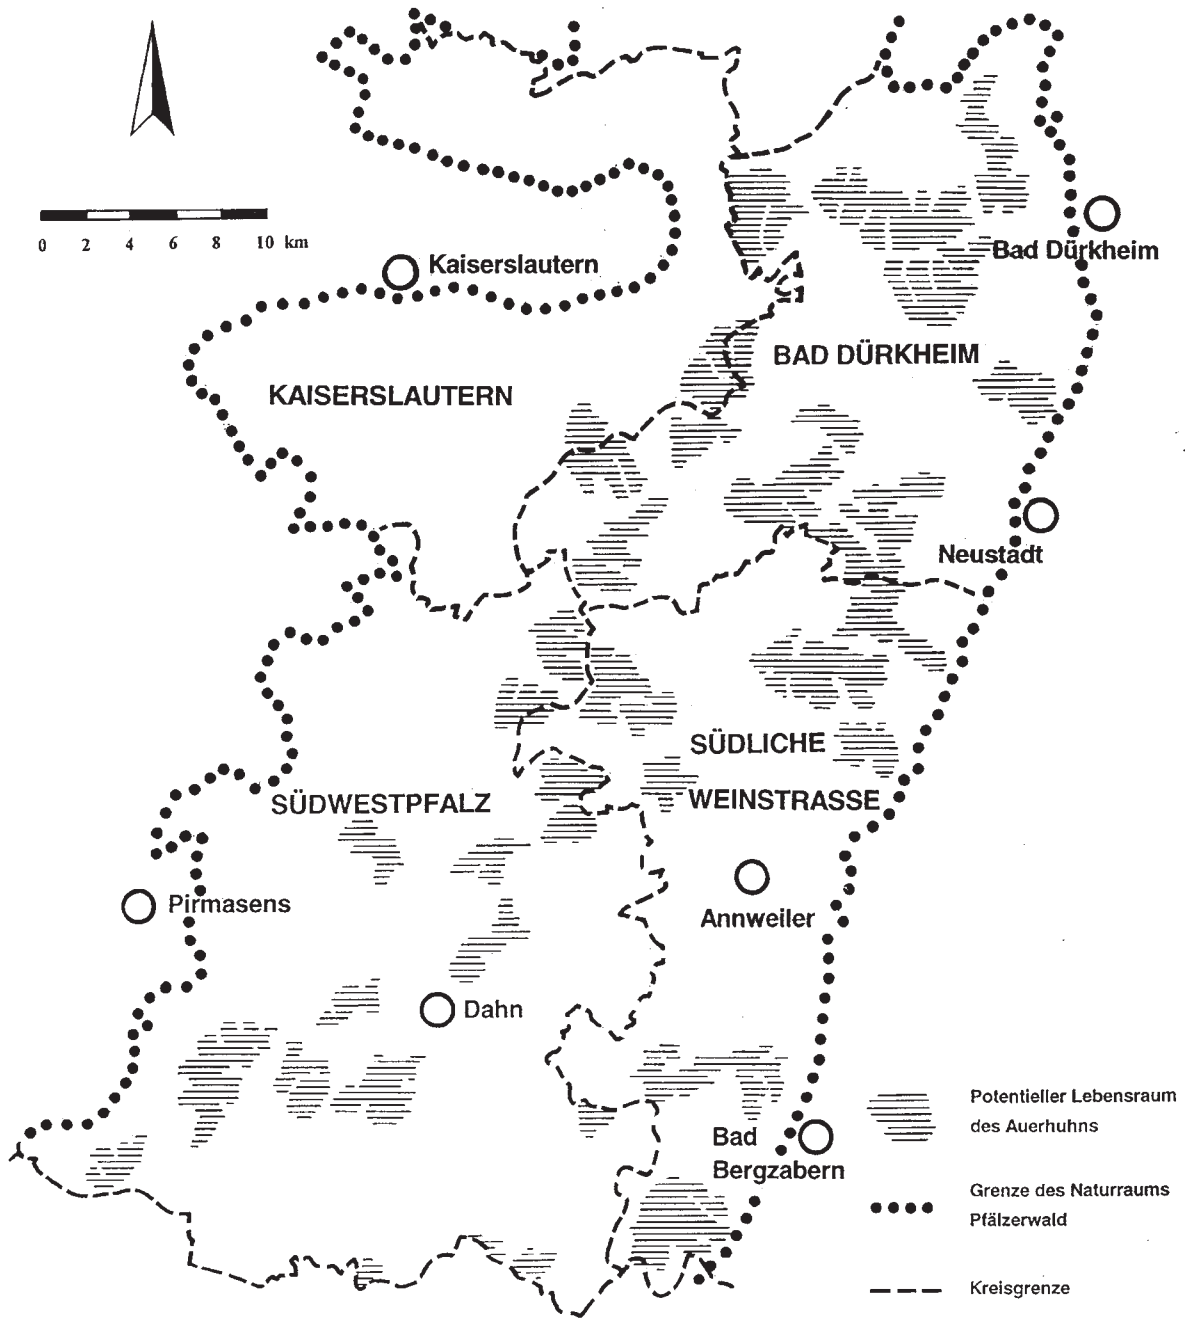 0 2 4 6 8 10 km
Kaiserslautern
Bad Dürkheim
BAD DÜRKHEIM
KAISERSLAUTERN
Neustadt
SÜDLICHE
WEINSTRASSE
SÜDWESTPFALZ
Pirmasens
Annweiler
Dahn
Bad
Bergzabern
Potentieller Lebensraum
des Auerhuhns
Grenze des Naturraums
Pfälzerwald
Kreisgrenze